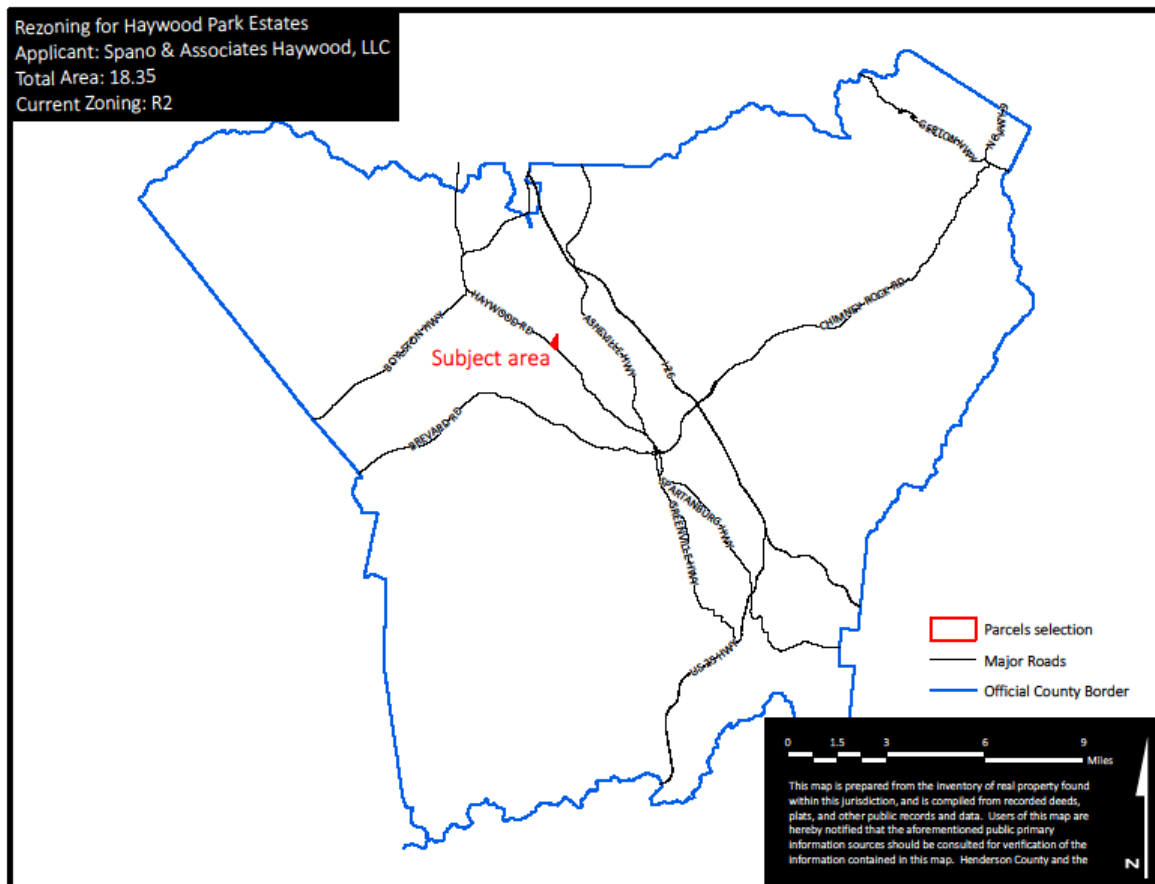 Rezoning for Haywood Park Estates
Applicant: Spano & Associates Haywood, LLC
Total Area: 18.35
Current Zoning: R2
GERTON HWY
CHIMNEY ROCK RD
HAYWOOD RD
BOYLSTON HWY
ASHEVILLE HWY
I 26
Subject area
BREVARD RD
SPARTANBURG HWY
GREENVILLE HWY
US 25 HWY
Parcels selection
Major Roads
Official County Border
0 1.5 3 6 9
Miles
This map is prepared from the inventory of real property found
within this jurisdiction, and is compiled from recorded deeds,
plats, and other public records and data. Users of this map are
hereby notified that the aforementioned public primary
information sources should be consulted for verification of the
information contained in this map. Henderson County and the
N